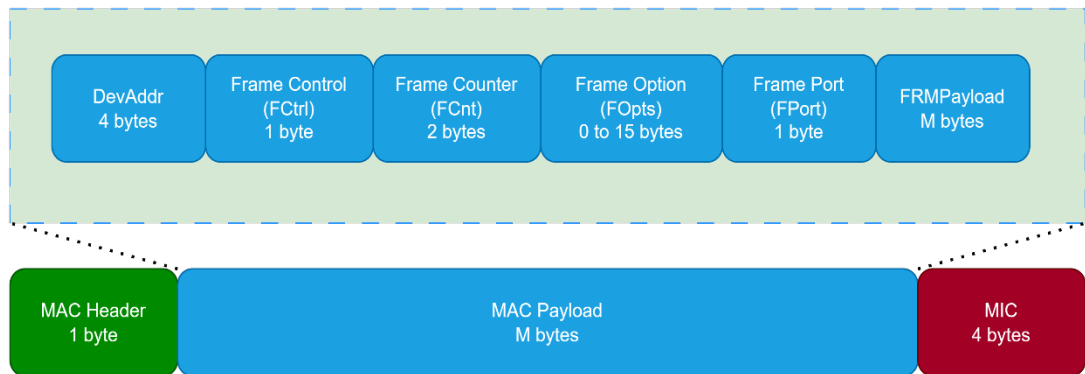 DevAddr
4 bytes
Frame Control
(FCtrl)
1 byte
Frame Counter
(FCnt)
2 bytes
Frame Option
(FOpts)
0 to 15 bytes
Frame Port
(FPort)
1 byte
FRMPayload
M bytes
MAC Header
1 byte
MAC Payload
M bytes
MIC
4 bytes